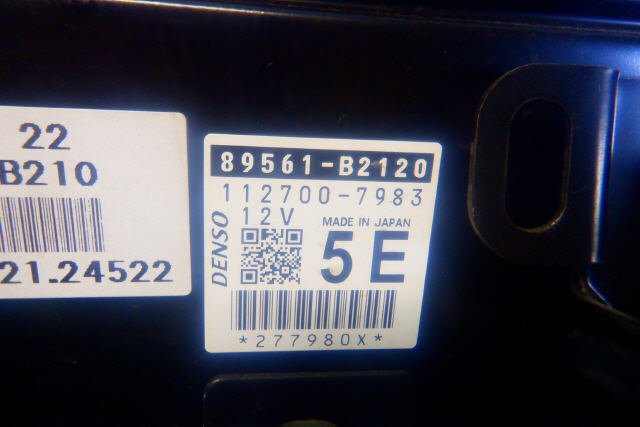 22
B210
21.24522
89561-B2120
112700-7983
12V
MADE IN JAPAN
DENSO
5E
*277980X*